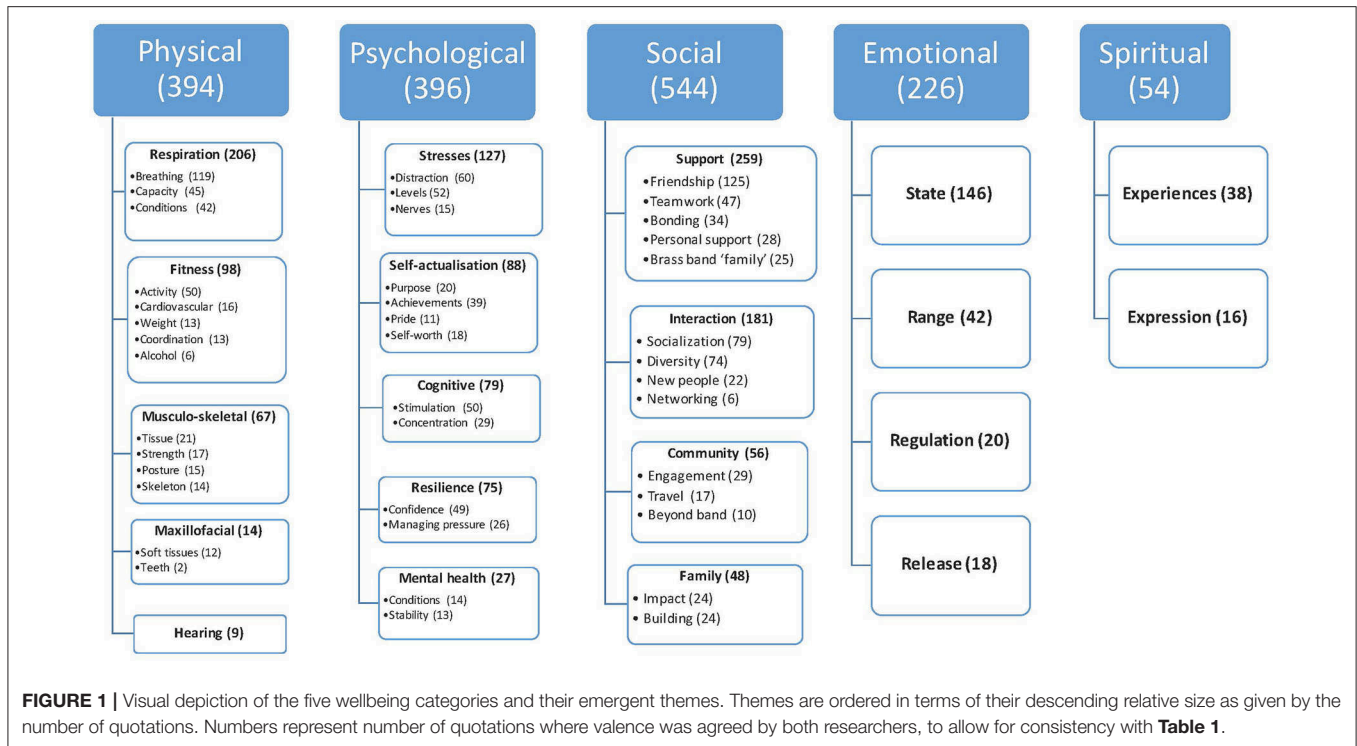 Physical
(394)
Respiration (206)
•Breathing (119)
•Capacity (45)
•Conditions (42)
Fitness (98)
•Activity (50)
•Cardiovascular (16)
•Weight (13)
•Coordination (13)
•Alcohol (6)
Musculo-skeletal (67)
•Tissue (21)
•Strength (17)
•Posture (15)
•Skeleton (14)
Maxillofacial (14)
•Soft tissues (12)
•Teeth (2)
Hearing (9)
Psychological
(396)
Stresses (127)
•Distraction (60)
•Levels (52)
•Nerves (15)
Self-actualisation (88)
•Purpose (20)
•Achievements (39)
•Pride (11)
•Self-worth (18)
Cognitive (79)
•Stimulation (50)
•Concentration (29)
Resilience (75)
•Confidence (49)
•Managing pressure (26)
Mental health (27)
•Conditions (14)
•Stability (13)
Social
(544)
Support (259)
•Friendship (125)
•Teamwork (47)
•Bonding (34)
•Personal support (28)
•Brass band ‘family’ (25)
Interaction (181)
• Socialization (79)
• Diversity (74)
• New people (22)
• Networking (6)
Community (56)
• Engagement (29)
• Travel (17)
• Beyond band (10)
Family (48)
• Impact (24)
• Building (24)
Emotional
(226)
State (146)
Range (42)
Regulation (20)
Release (18)
Spiritual
(54)
Experiences (38)
Expression (16)
FIGURE 1 | Visual depiction of the five wellbeing categories and their emergent themes. Themes are ordered in terms of their descending relative size as given by the
number of quotations. Numbers represent number of quotations where valence was agreed by both researchers, to allow for consistency with Table 1.